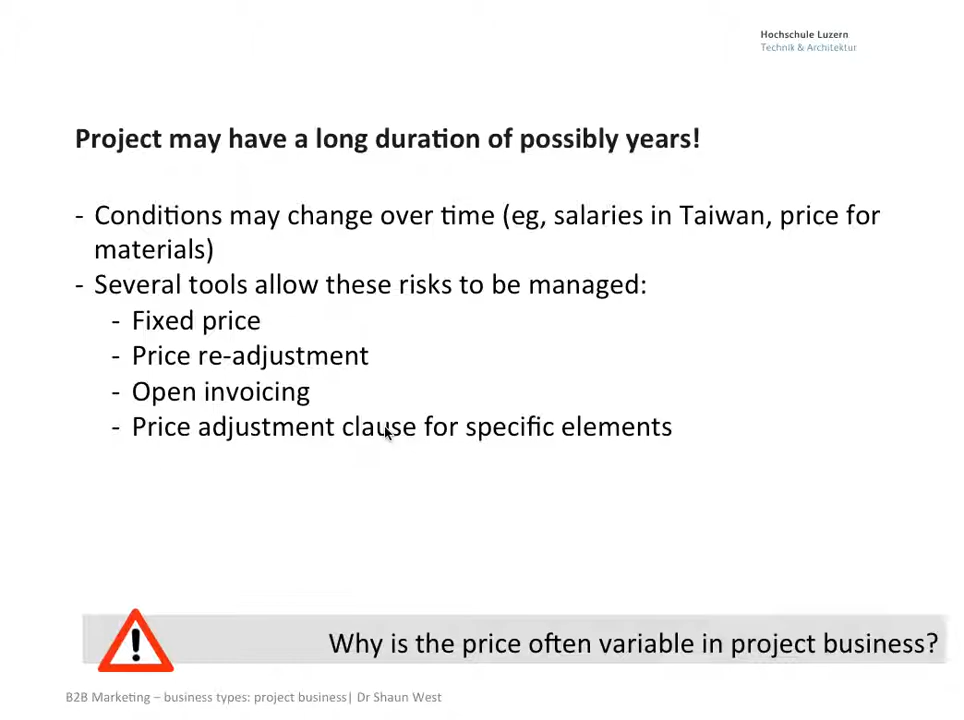 Hochschule Luzern
Technik & Architektur
Project may have a long duration of possibly years!
- Conditions may change over time (eg, salaries in Taiwan, price for
materials)
- Several tools allow these risks to be managed:
- Fixed price
- Price re-adjustment
- Open invoicing
- Price adjustment clause for specific elements
Why is the price often variable in project business?
B2B Marketing – business types: project business| Dr Shaun West